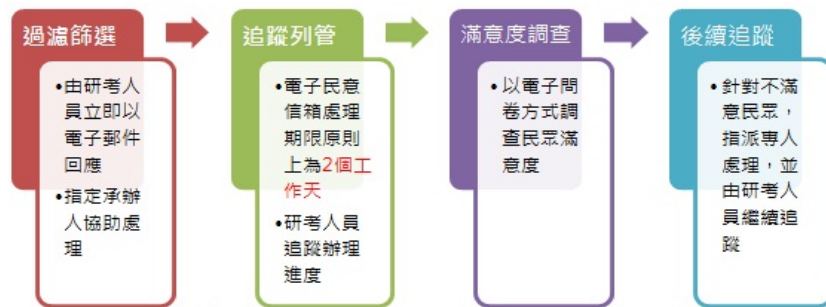 過濾篩選
•由研考人
員立即以
電子郵件
回應
•指定承辦
人協助處
理
追蹤列管
•電子民意
信箱處理
期限原則
上為2個工
作天
•研考人員
追蹤辦理
進度
滿意度調查
•以電子問
卷方式調
查民眾滿
意度
後續追蹤
•針對不滿
意民眾，
指派專人
處理，並
由研考人
員繼續追
蹤